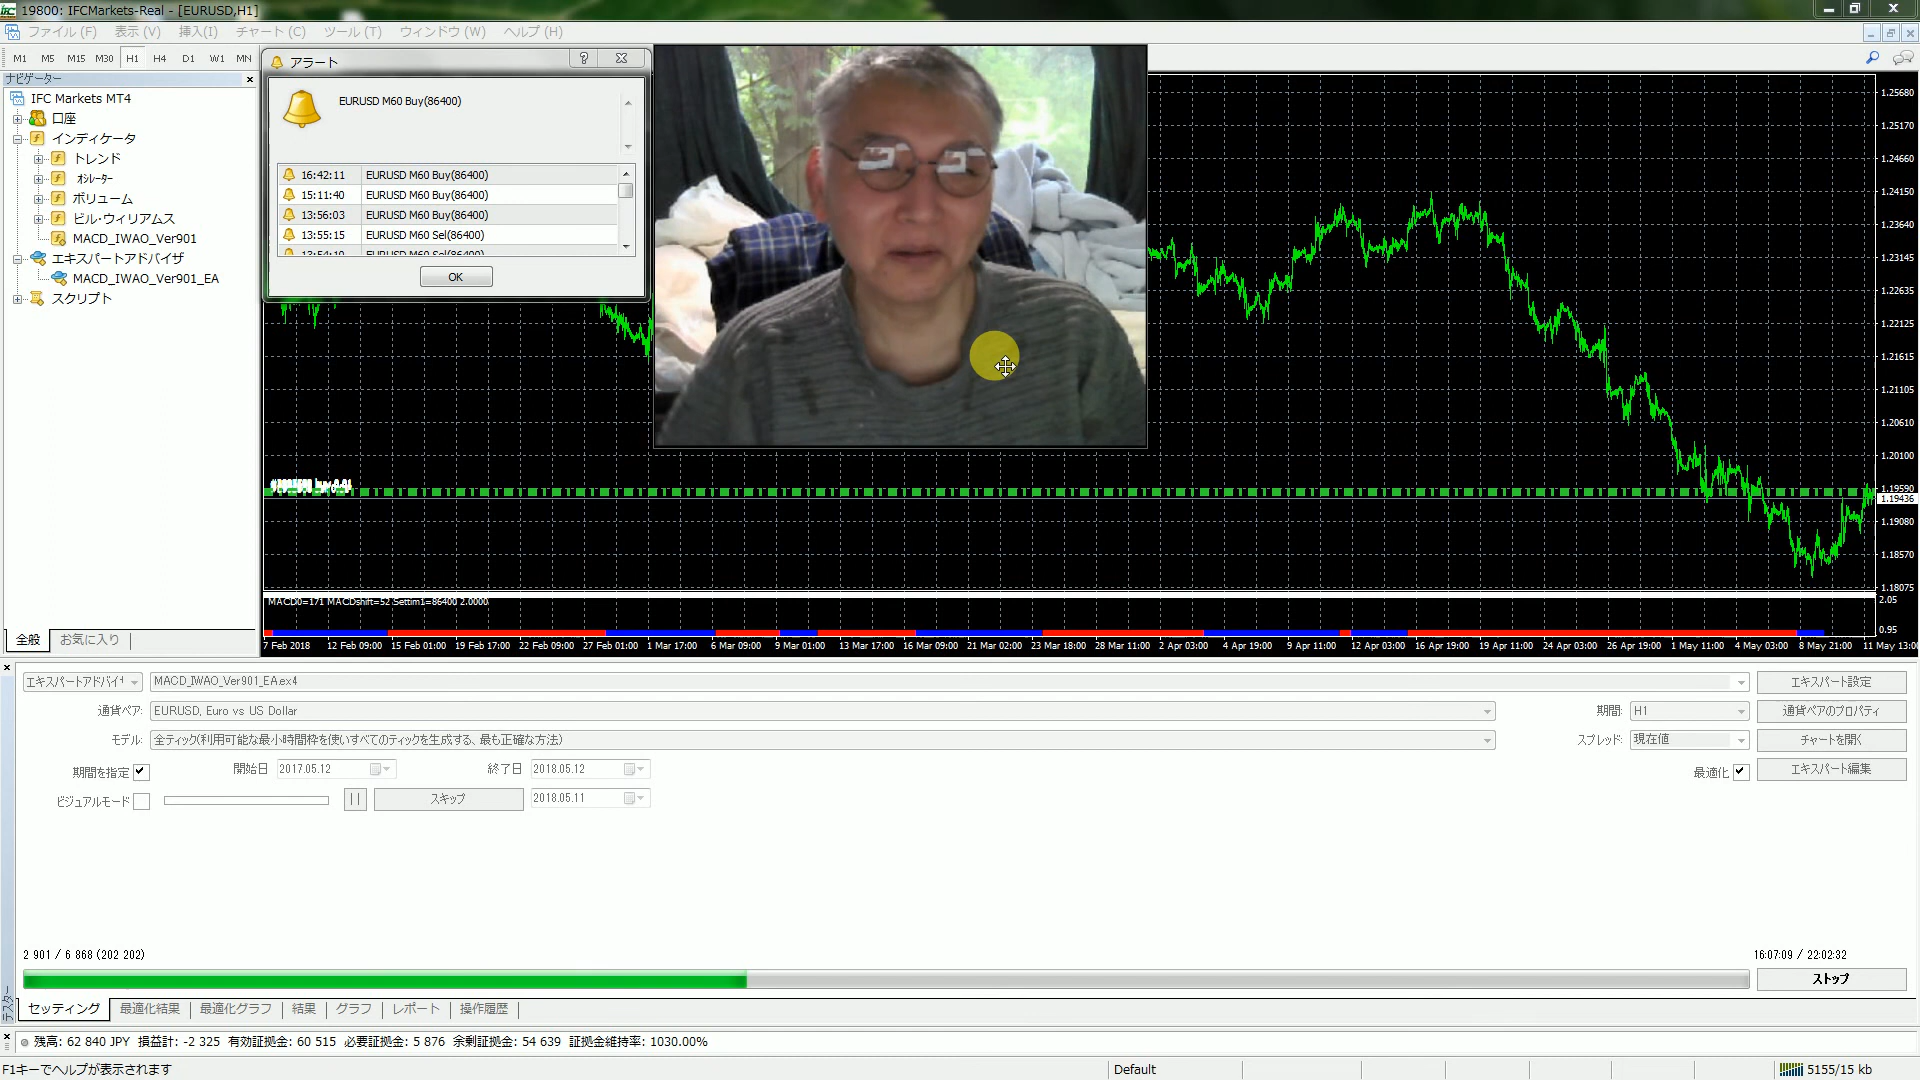 19800: IFCMarkets-Real - [EURUSD,H1]
ファイル (F) 表示 (V) 挿入(I) チャート (C) ツール (T) ウィンドウ (W) ヘルプ (H)
M1 M5 M15 M30 H1 H4 D1 W1 MN
ナビゲーター
IFC Markets MT4
口座
インディケータ
トレンド
オシレーター
ボリューム
ビル・ウィリアムス
MACD_IWAO_Ver901
エキスパートアドバイザ
MACD_IWAO_Ver901_EA
スクリプト
全般 お気に入り
アラート
EURUSD M60 Buy(86400)
16:42:11 EURUSD M60 Buy(86400)
15:11:40 EURUSD M60 Buy(86400)
13:56:03 EURUSD M60 Buy(86400)
13:55:15 EURUSD M60 Sel(86400)
OK
1.25680
1.25170
1.24660
1.24150
1.23640
1.23145
1.22635
1.22125
1.21615
1.21105
1.20610
1.20100
1.19590
1.19436
1.19080
1.18570
1.18075
MACD0=171 MACDshift=52 Settim1=86400 2.0000
2.05
0.95
7 Feb 2018 12 Feb 09:00 15 Feb 01:00 19 Feb 17:00 22 Feb 09:00 27 Feb 01:00 1 Mar 17:00 6 Mar 09:00 9 Mar 01:00 13 Mar 17:00 16 Mar 09:00 21 Mar 02:00 23 Mar 18:00 28 Mar 11:00 2 Apr 03:00 4 Apr 19:00 9 Apr 11:00 12 Apr 03:00 16 Apr 19:00 19 Apr 11:00 24 Apr 03:00 26 Apr 19:00 1 May 11:00 4 May 03:00 8 May 21:00 11 May 13:00
MACD_IWAO_Ver901_EA.ex4 エキスパート設定
通貨ペア: EURUSD, Euro vs US Dollar 期間: H1 通貨ペアのプロパティ
モデル: 全ティック(利用可能な最小時間枠を使いすべてのティックを生成する、最も正確な方法) スプレッド: 現在値 チャートを開く
期間を指定 開始日 2017.05.12 終了日 2018.05.12 最適化 エキスパート編集
ビジュアルモード スキップ 2018.05.11
2 901 / 6 868 (202 202) 16:07:09 / 22:02:32
ストップ
テスター
セッティング 最適化結果 最適化グラフ 結果 グラフ レポート 操作履歴
残高: 62 840 JPY 損益計: -2 325 有効証拠金: 60 515 必要証拠金: 5 876 余剰証拠金: 54 639 証拠金維持率: 1030.00%
F1キーでヘルプが表示されます Default 5155/15 kb